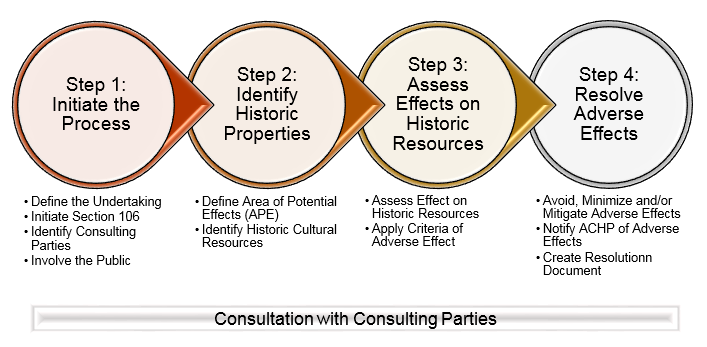 Step 1:
Initiate the
Process
Step 2:
Identify
Historic
Properties
Step 3:
Assess
Effects on
Historic
Resources
Step 4:
Resolve
Adverse
Effects
• Define the Undertaking
• Initiate Section 106
• Identify Consulting
Parties
• Involve the Public
• Define Area of Potential
Effects (APE)
• Identify Historic Cultural
Resources
• Assess Effect on
Historic Resources
• Apply Criteria of
Adverse Effect
• Avoid, Minimize and/or
Mitigate Adverse Effects
• Notify ACHP of Adverse
Effects
• Create Resolutionn
Document
Consultation with Consulting Parties